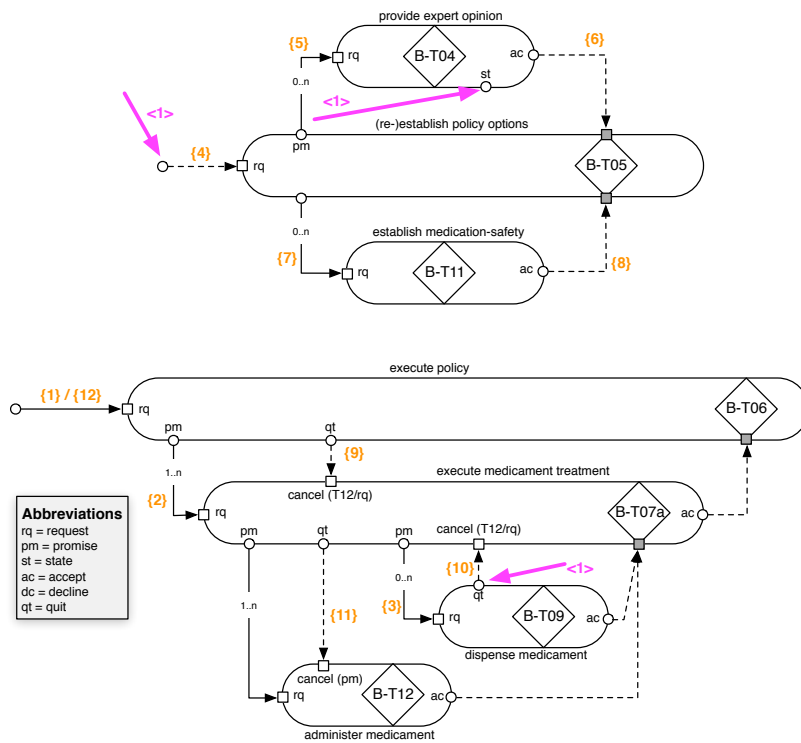 provide expert opinion
{5}
rq
B-T04
ac
{6}
st
0..n
<1>
<1>
(re-)establish policy options
pm
{4}
rq
B-T05
0..n
establish medication-safety
{7}
rq
B-T11
ac
{8}
execute policy
{1} / {12}
rq
B-T06
pm
qt
{9}
1..n
execute medicament treatment
cancel (T12/rq)
{2}
rq
B-T07a
ac
pm
qt
pm
cancel (T12/rq)
Abbreviations
rq = request
pm = promise
st = state
ac = accept
dc = decline
qt = quit
0..n
{10}
<1>
qt
1..n
{11}
{3}
rq
B-T09
ac
dispense medicament
cancel (pm)
rq
B-T12
ac
administer medicament